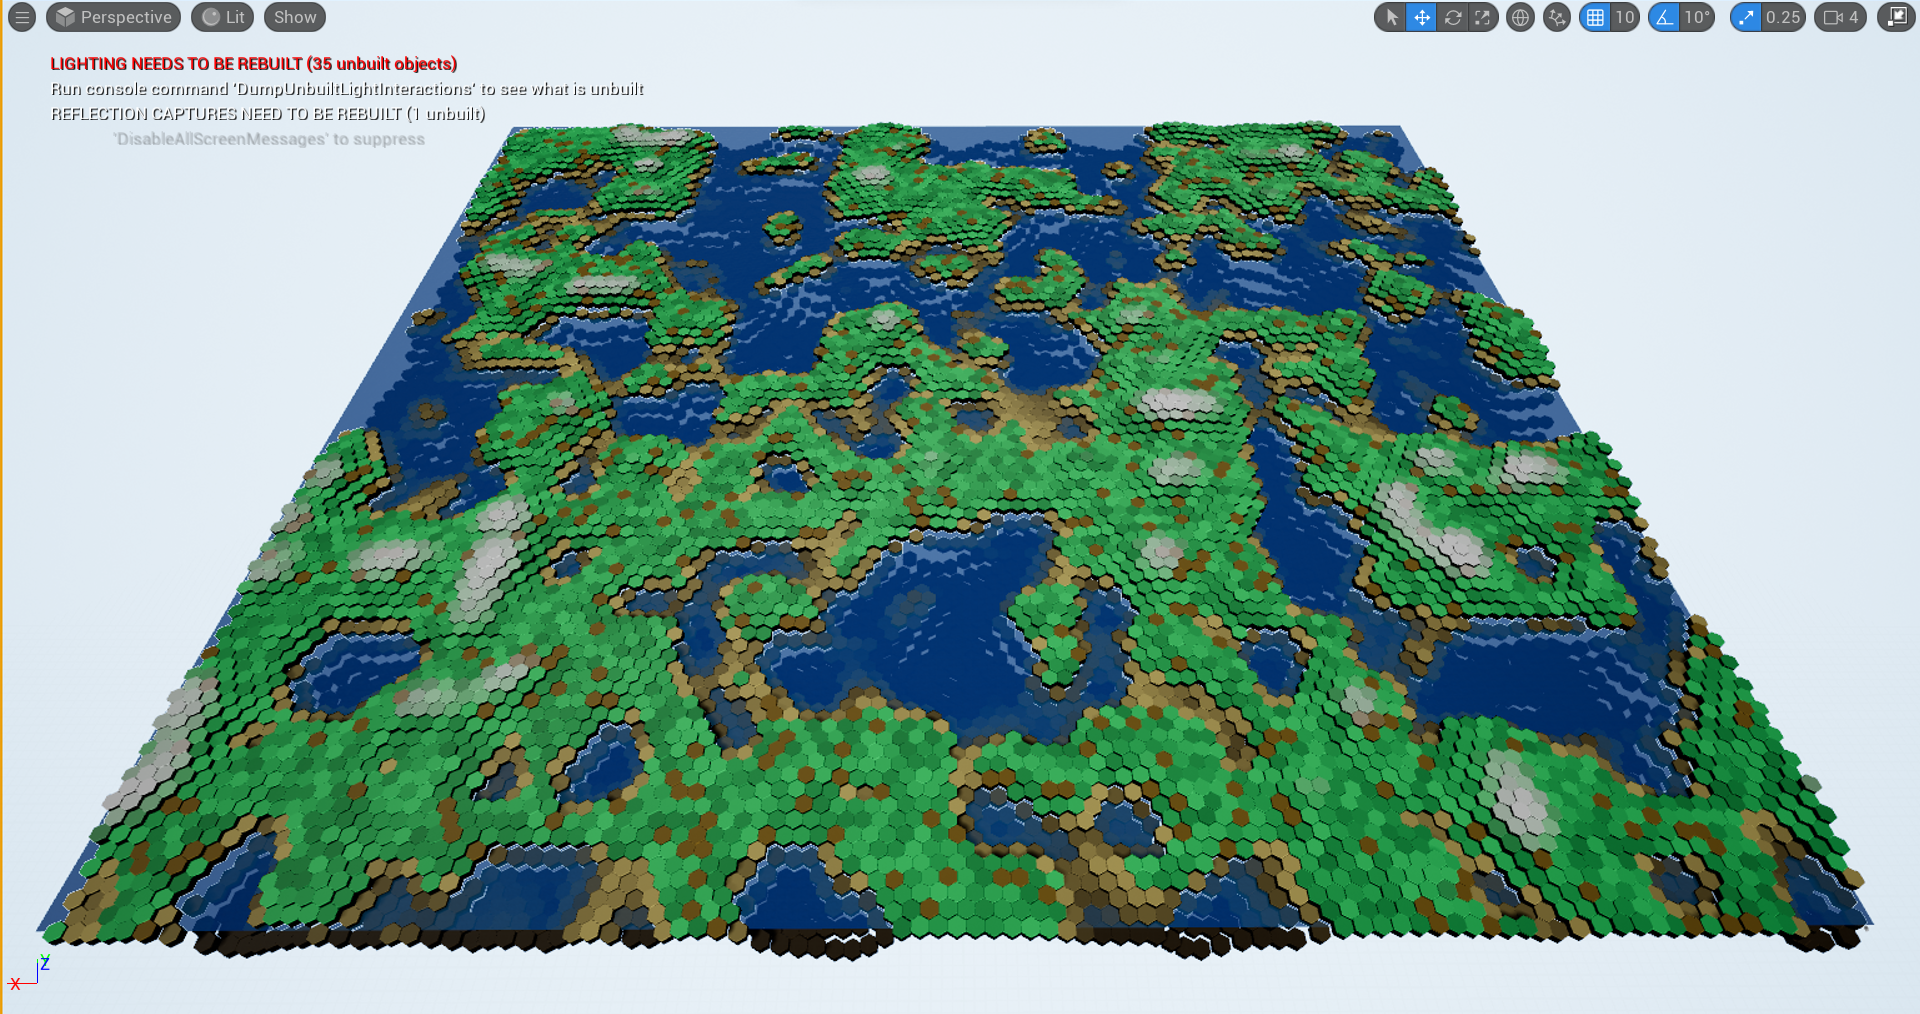 Perspective Lit Show 10 10° 0.25 4
LIGHTING NEEDS TO BE REBUILT (35 unbuilt objects)
Run console command 'DumpUnbuiltLightInteractions' to see what is unbuilt
REFLECTION CAPTURES NEED TO BE REBUILT (1 unbuilt)
'DisableAllScreenMessages' to suppress
Z
X